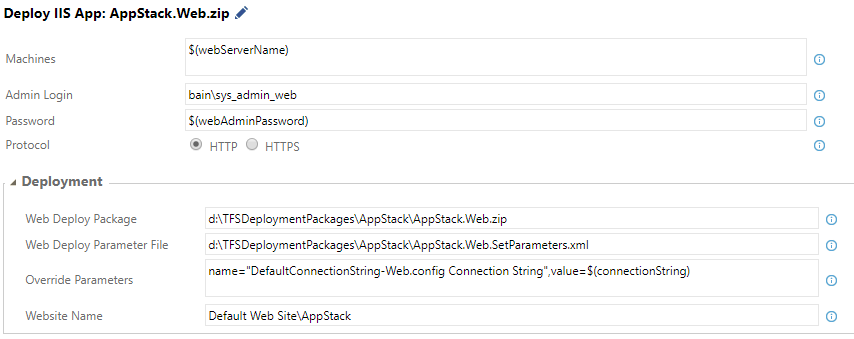 Deploy IIS App: AppStack.Web.zip
Machines
$(webServerName)
Admin Login
bain\sys_admin_web
Password
$(webAdminPassword)
Protocol
HTTP HTTPS
Deployment
Web Deploy Package
d:\TFSDeploymentPackages\AppStack\AppStack.Web.zip
Web Deploy Parameter File
d:\TFSDeploymentPackages\AppStack\AppStack.Web.SetParameters.xml
Override Parameters
name="DefaultConnectionString-Web.config Connection String",value=$(connectionString)
Website Name
Default Web Site\AppStack